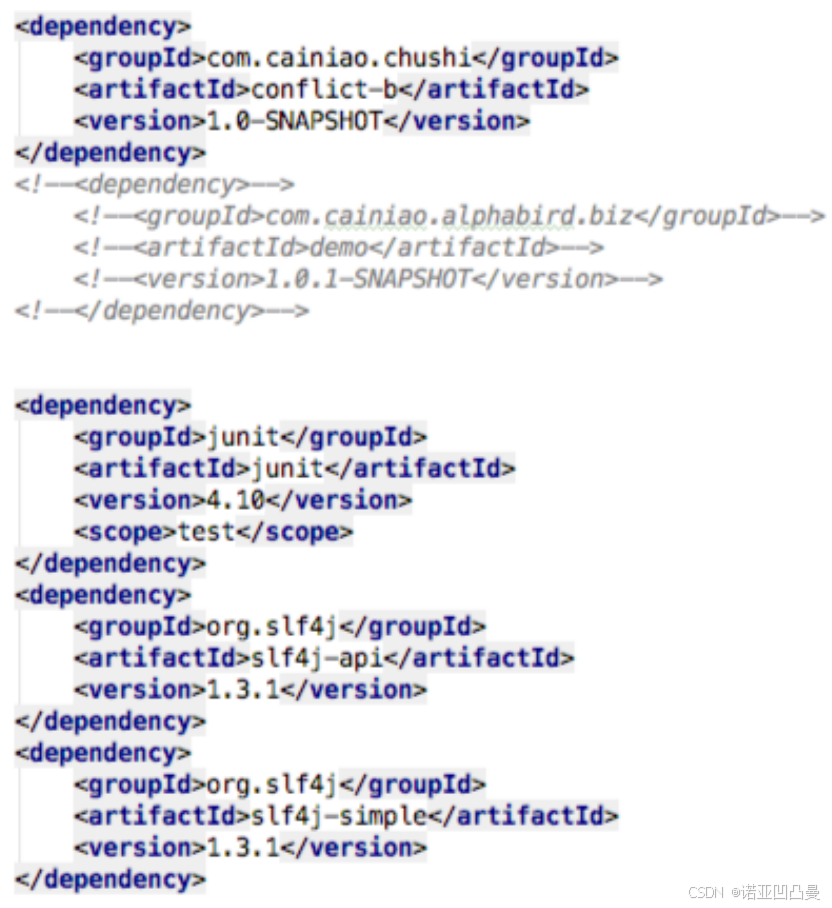 <dependency>
<groupId>com.cainiao.chushi</groupId>
<artifactId>conflict-b</artifactId>
<version>1.0-SNAPSHOT</version>
</dependency>
<!--<dependency>-->
<!--<groupId>com.cainiao.alphabird.biz</groupId>-->
<!--<artifactId>demo</artifactId>-->
<!--<version>1.0.1-SNAPSHOT</version>-->
<!--</dependency>-->
<dependency>
<groupId>junit</groupId>
<artifactId>junit</artifactId>
<version>4.10</version>
<scope>test</scope>
</dependency>
<dependency>
<groupId>org.slf4j</groupId>
<artifactId>slf4j-api</artifactId>
<version>1.3.1</version>
</dependency>
<dependency>
<groupId>org.slf4j</groupId>
<artifactId>slf4j-simple</artifactId>
<version>1.3.1</version>
</dependency>
CSDN @诺亚凹凸曼